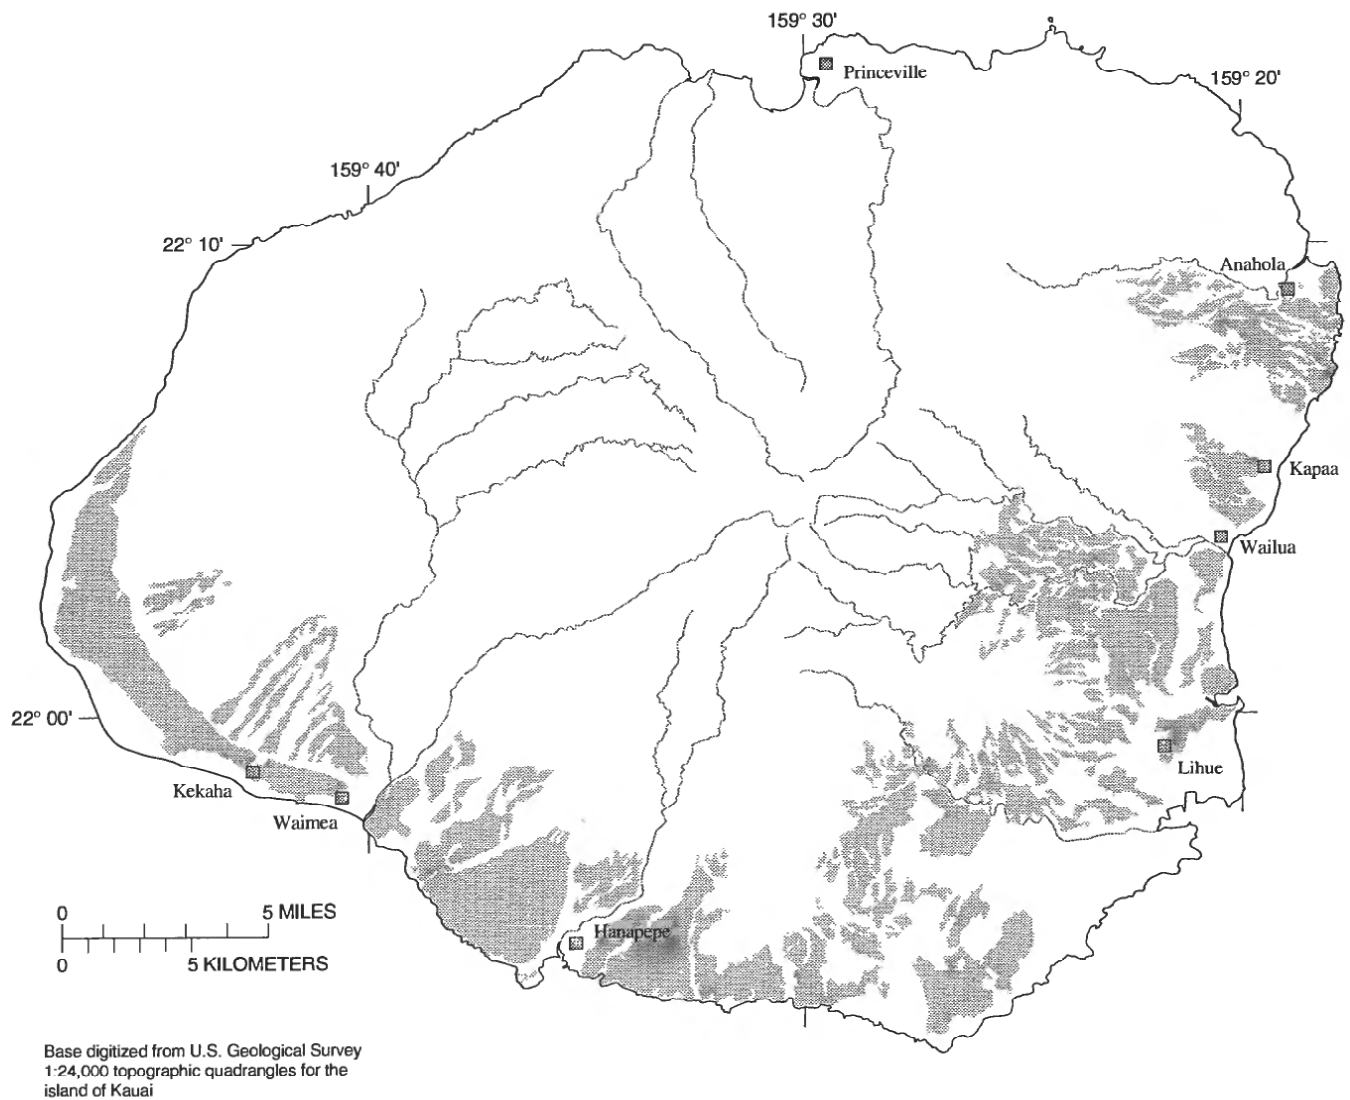 159° 30'
Princeville
159° 20'
159° 40'
22° 10'
Anahola
Kapaa
Wailua
22° 00'
Lihue
Kekaha
Waimea
0 5 MILES
Hanapepe
0 5 KILOMETERS
Base digitized from U.S. Geological Survey
1:24,000 topographic quadrangles for the
island of Kauai